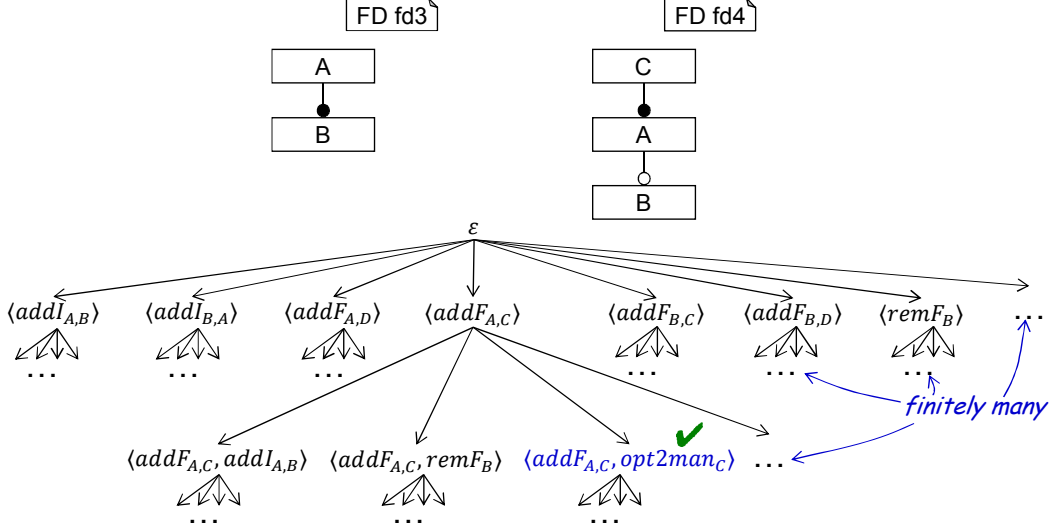 FD fd3
FD fd4
A
C
B
A
B
ε
⟨addI_{A,B}⟩ ⟨addI_{B,A}⟩ ⟨addF_{A,D}⟩ ⟨addF_{A,C}⟩ ⟨addF_{B,C}⟩ ⟨addF_{B,D}⟩ ⟨remF_B⟩ ...
... ... ... ... ... ...
finitely many
⟨addF_{A,C}, addI_{A,B}⟩ ⟨addF_{A,C}, remF_B⟩ ⟨addF_{A,C}, opt2man_C⟩ ...
... ... ...